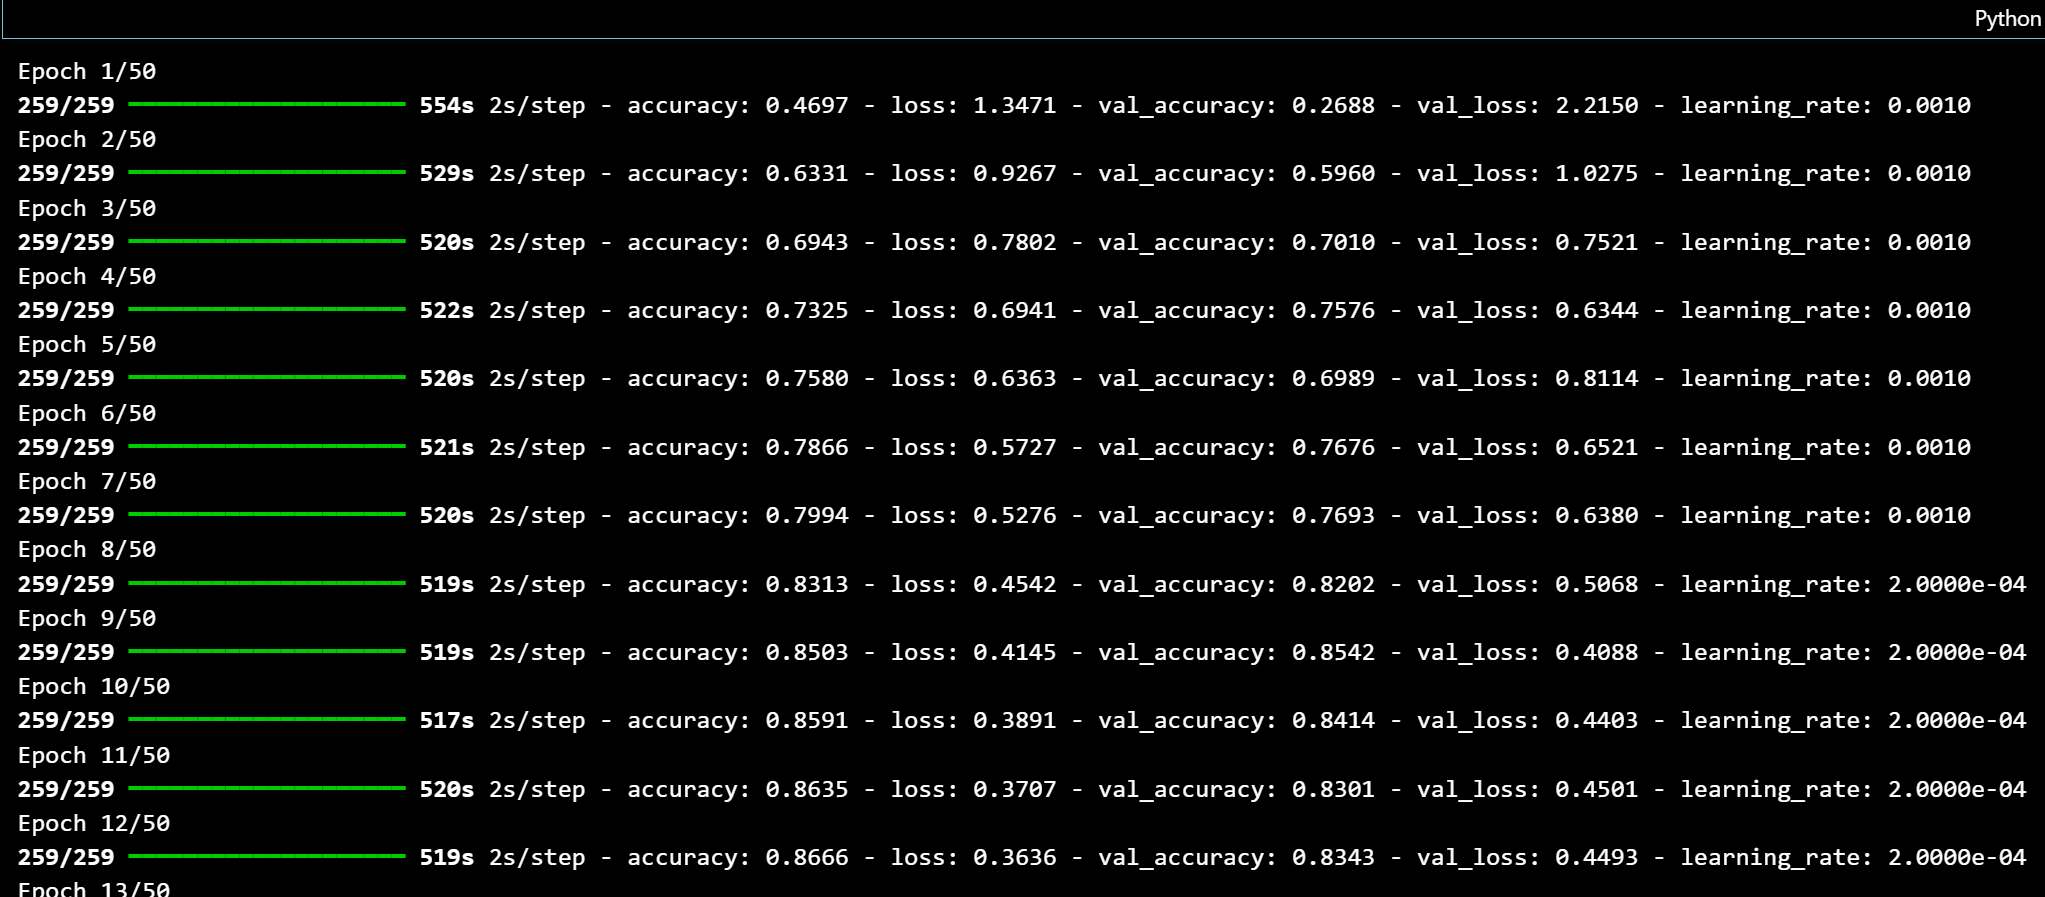 Python
Epoch 1/50
259/259 ━━━━━━━━━━━━━━━━━━━━ 554s 2s/step - accuracy: 0.4697 - loss: 1.3471 - val_accuracy: 0.2688 - val_loss: 2.2150 - learning_rate: 0.0010
Epoch 2/50
259/259 ━━━━━━━━━━━━━━━━━━━━ 529s 2s/step - accuracy: 0.6331 - loss: 0.9267 - val_accuracy: 0.5960 - val_loss: 1.0275 - learning_rate: 0.0010
Epoch 3/50
259/259 ━━━━━━━━━━━━━━━━━━━━ 520s 2s/step - accuracy: 0.6943 - loss: 0.7802 - val_accuracy: 0.7010 - val_loss: 0.7521 - learning_rate: 0.0010
Epoch 4/50
259/259 ━━━━━━━━━━━━━━━━━━━━ 522s 2s/step - accuracy: 0.7325 - loss: 0.6941 - val_accuracy: 0.7576 - val_loss: 0.6344 - learning_rate: 0.0010
Epoch 5/50
259/259 ━━━━━━━━━━━━━━━━━━━━ 520s 2s/step - accuracy: 0.7580 - loss: 0.6363 - val_accuracy: 0.6989 - val_loss: 0.8114 - learning_rate: 0.0010
Epoch 6/50
259/259 ━━━━━━━━━━━━━━━━━━━━ 521s 2s/step - accuracy: 0.7866 - loss: 0.5727 - val_accuracy: 0.7676 - val_loss: 0.6521 - learning_rate: 0.0010
Epoch 7/50
259/259 ━━━━━━━━━━━━━━━━━━━━ 520s 2s/step - accuracy: 0.7994 - loss: 0.5276 - val_accuracy: 0.7693 - val_loss: 0.6380 - learning_rate: 0.0010
Epoch 8/50
259/259 ━━━━━━━━━━━━━━━━━━━━ 519s 2s/step - accuracy: 0.8313 - loss: 0.4542 - val_accuracy: 0.8202 - val_loss: 0.5068 - learning_rate: 2.0000e-04
Epoch 9/50
259/259 ━━━━━━━━━━━━━━━━━━━━ 519s 2s/step - accuracy: 0.8503 - loss: 0.4145 - val_accuracy: 0.8542 - val_loss: 0.4088 - learning_rate: 2.0000e-04
Epoch 10/50
259/259 ━━━━━━━━━━━━━━━━━━━━ 517s 2s/step - accuracy: 0.8591 - loss: 0.3891 - val_accuracy: 0.8414 - val_loss: 0.4403 - learning_rate: 2.0000e-04
Epoch 11/50
259/259 ━━━━━━━━━━━━━━━━━━━━ 520s 2s/step - accuracy: 0.8635 - loss: 0.3707 - val_accuracy: 0.8301 - val_loss: 0.4501 - learning_rate: 2.0000e-04
Epoch 12/50
259/259 ━━━━━━━━━━━━━━━━━━━━ 519s 2s/step - accuracy: 0.8666 - loss: 0.3636 - val_accuracy: 0.8343 - val_loss: 0.4493 - learning_rate: 2.0000e-04
Epoch 13/50